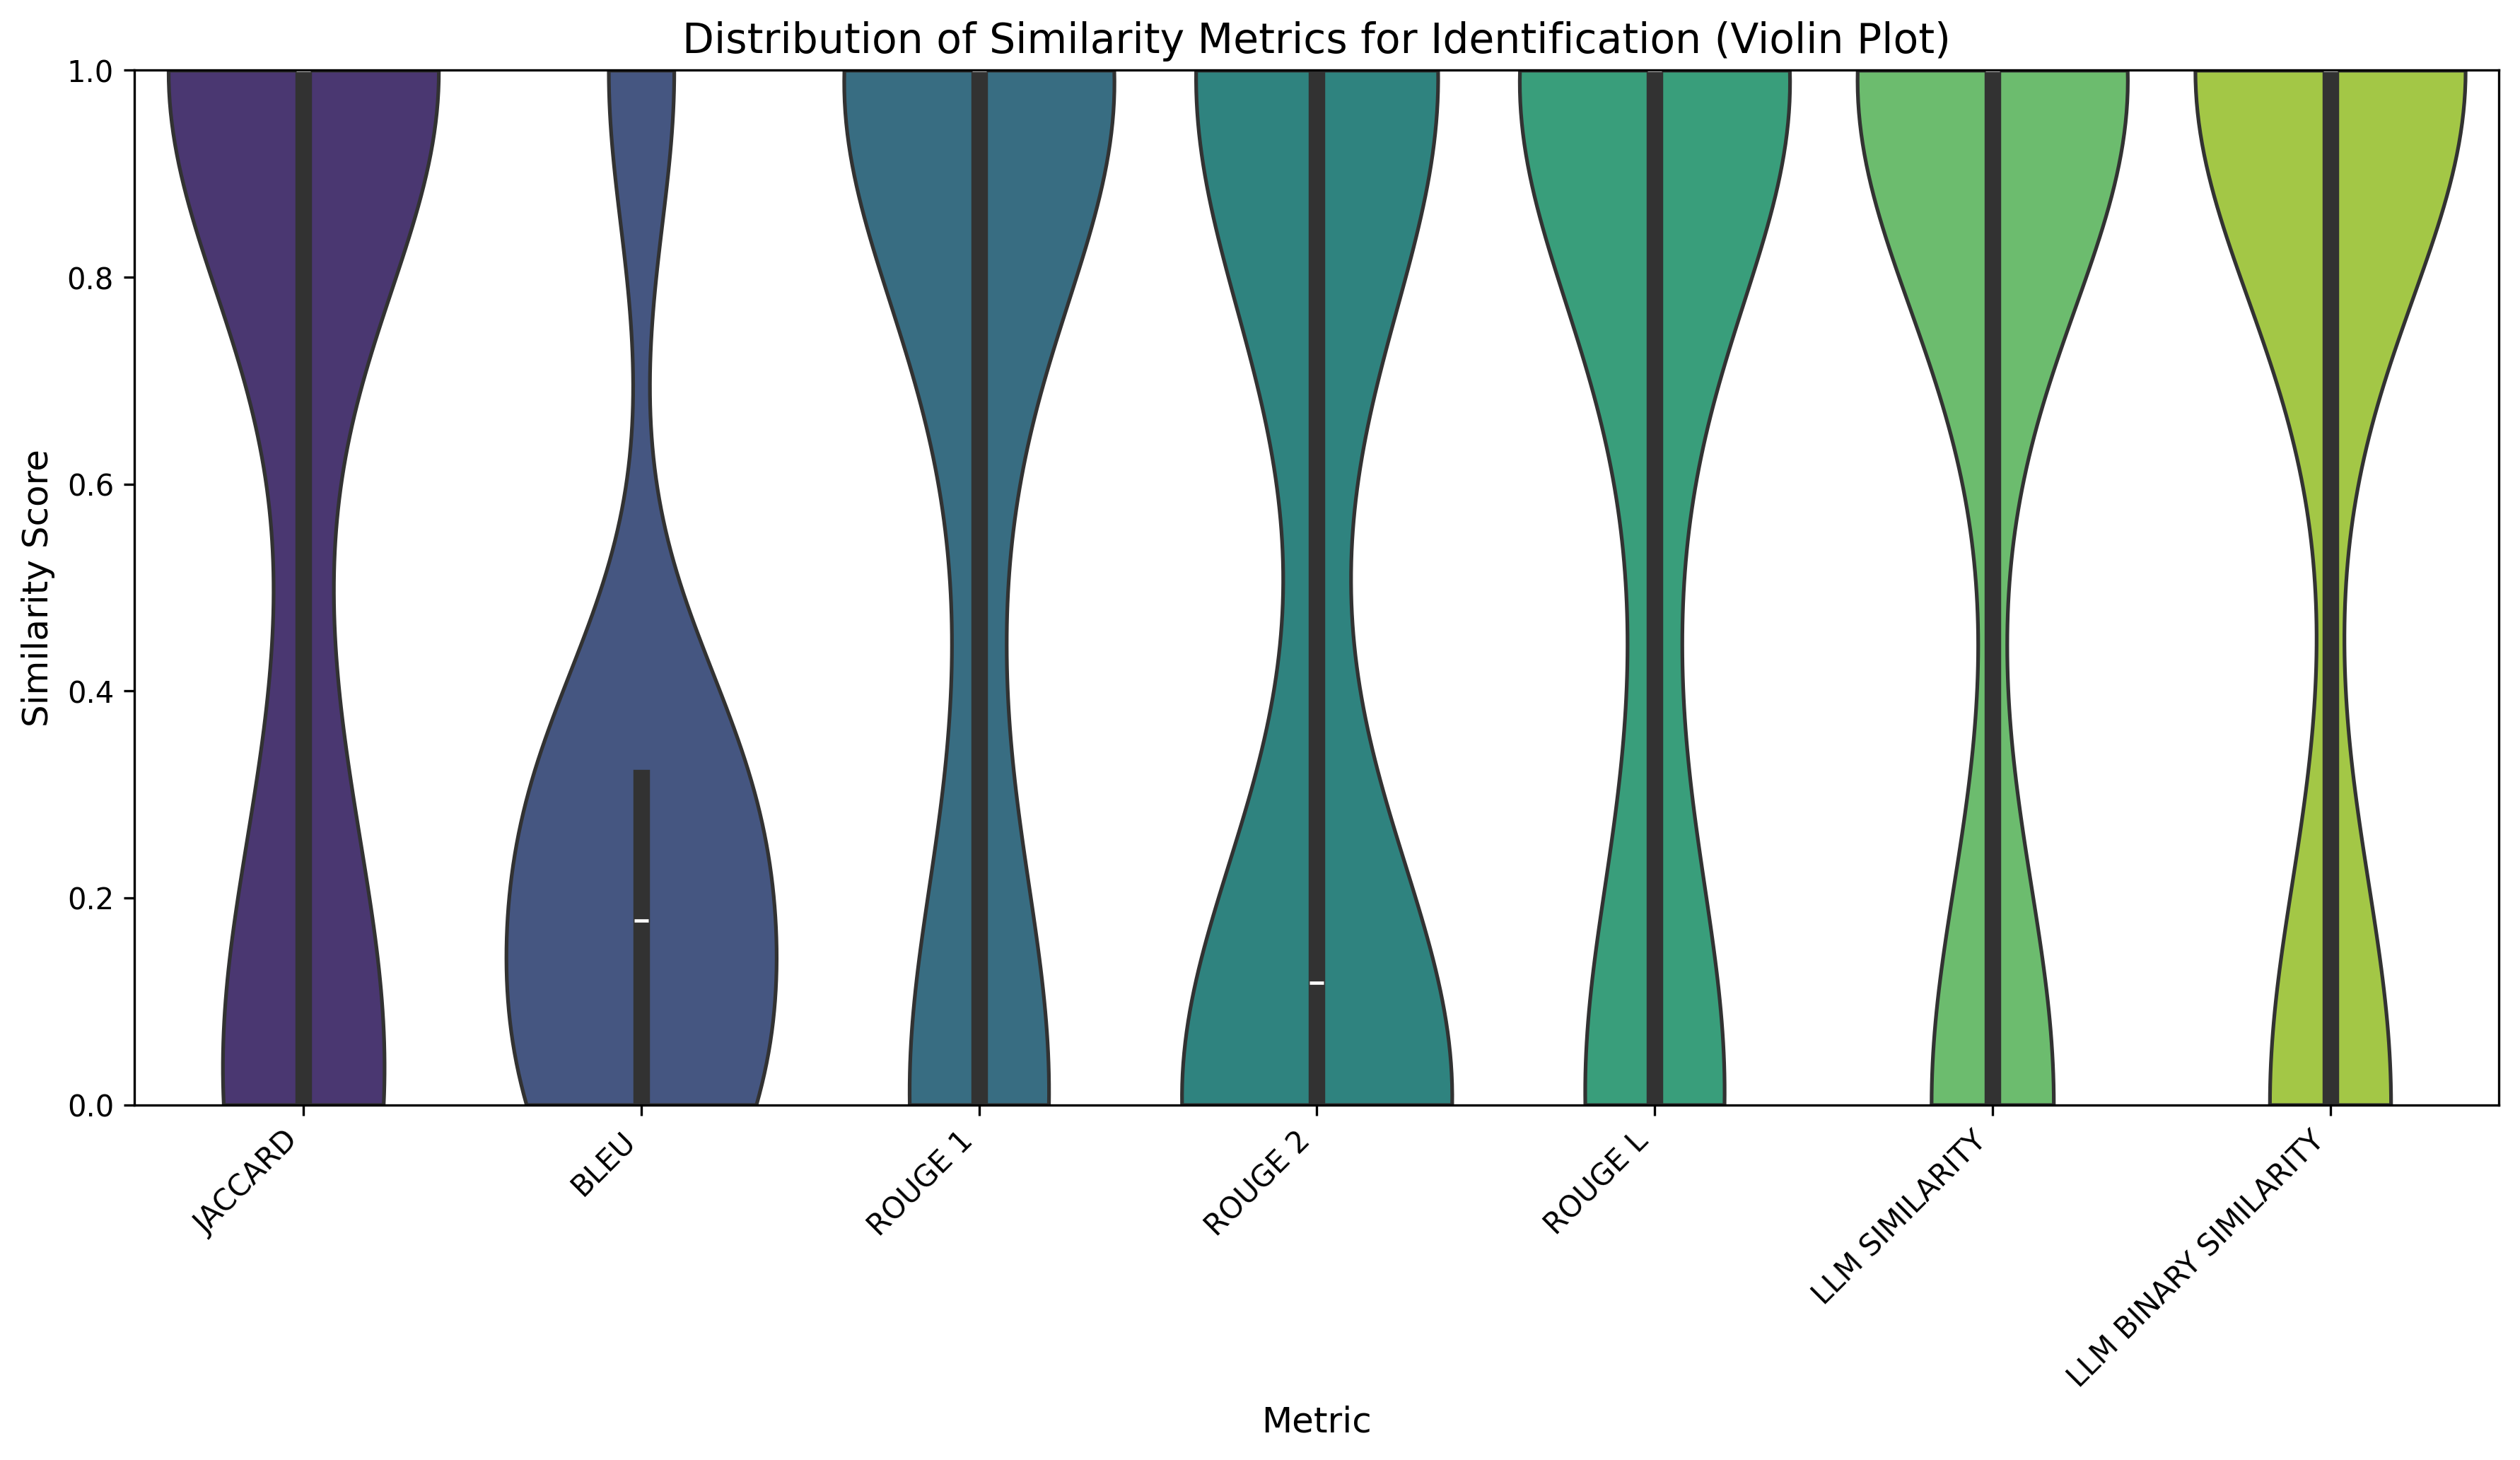 Distribution of Similarity Metrics for Identification (Violin Plot)
Similarity Score
1.0
0.8
0.6
0.4
0.2
0.0
JACCARD
BLEU
ROUGE 1
ROUGE 2
ROUGE L
LLM SIMILARITY
LLM BINARY SIMILARITY
Metric